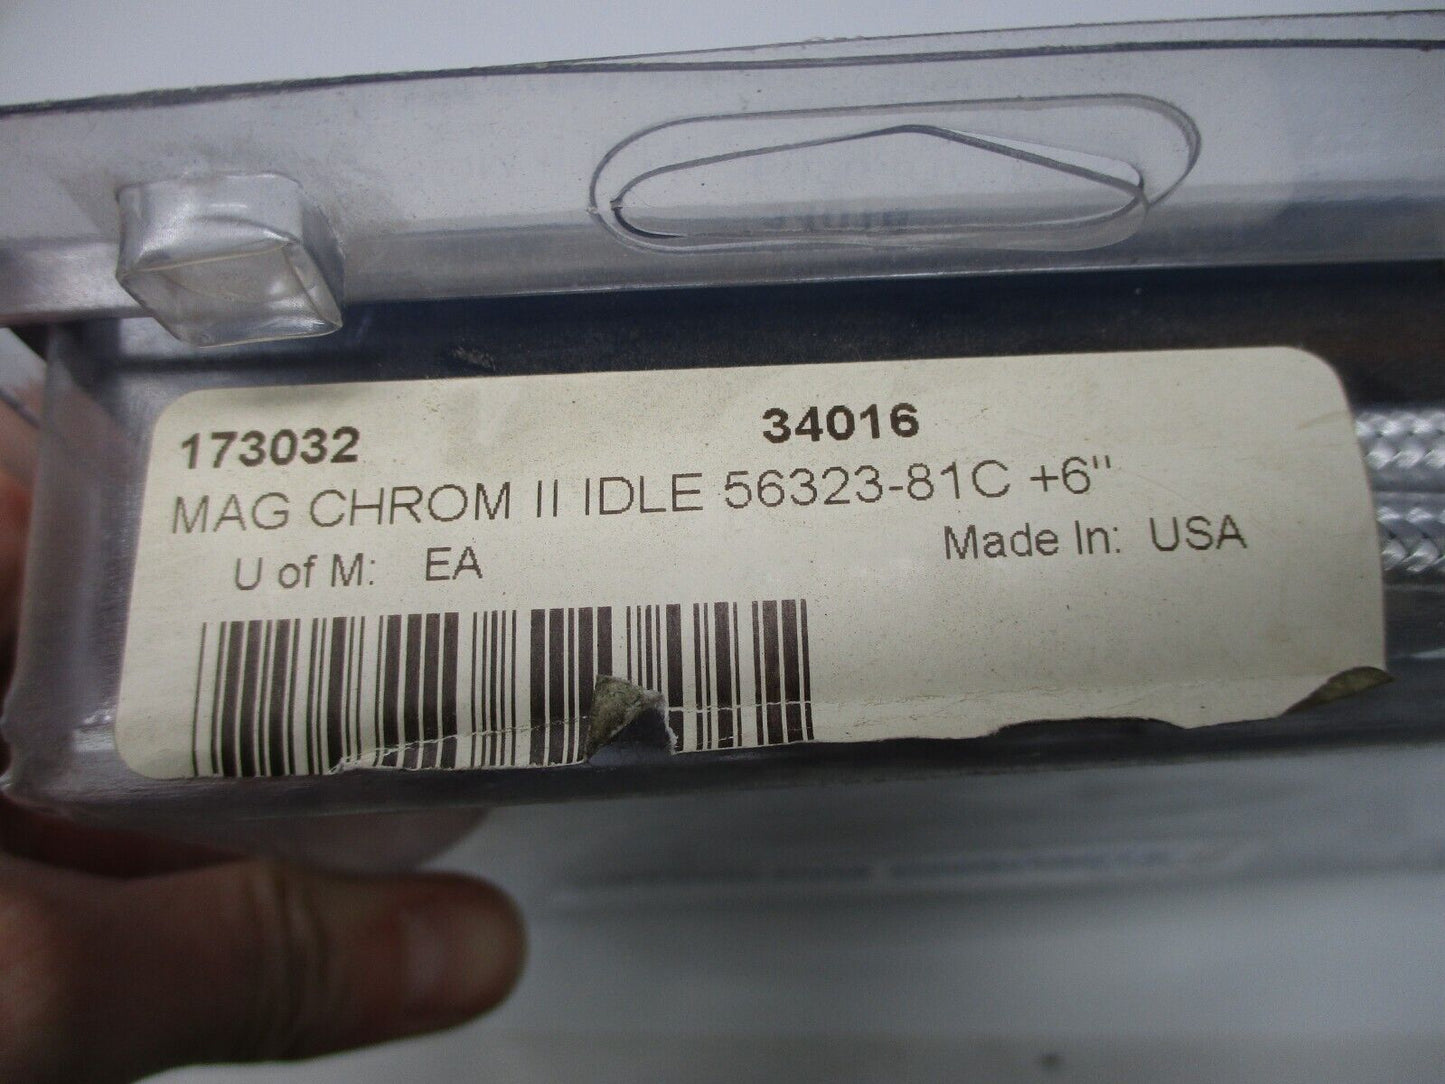 173032 34016
MAG CHROM II IDLE 56323-81C +6"
U of M: EA Made In: USA